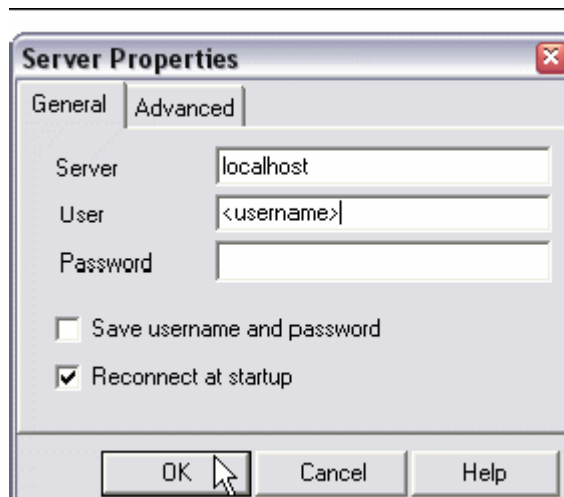 Server Properties
General Advanced
Server localhost
User <username>
Password
Save username and password
Reconnect at startup
OK Cancel Help